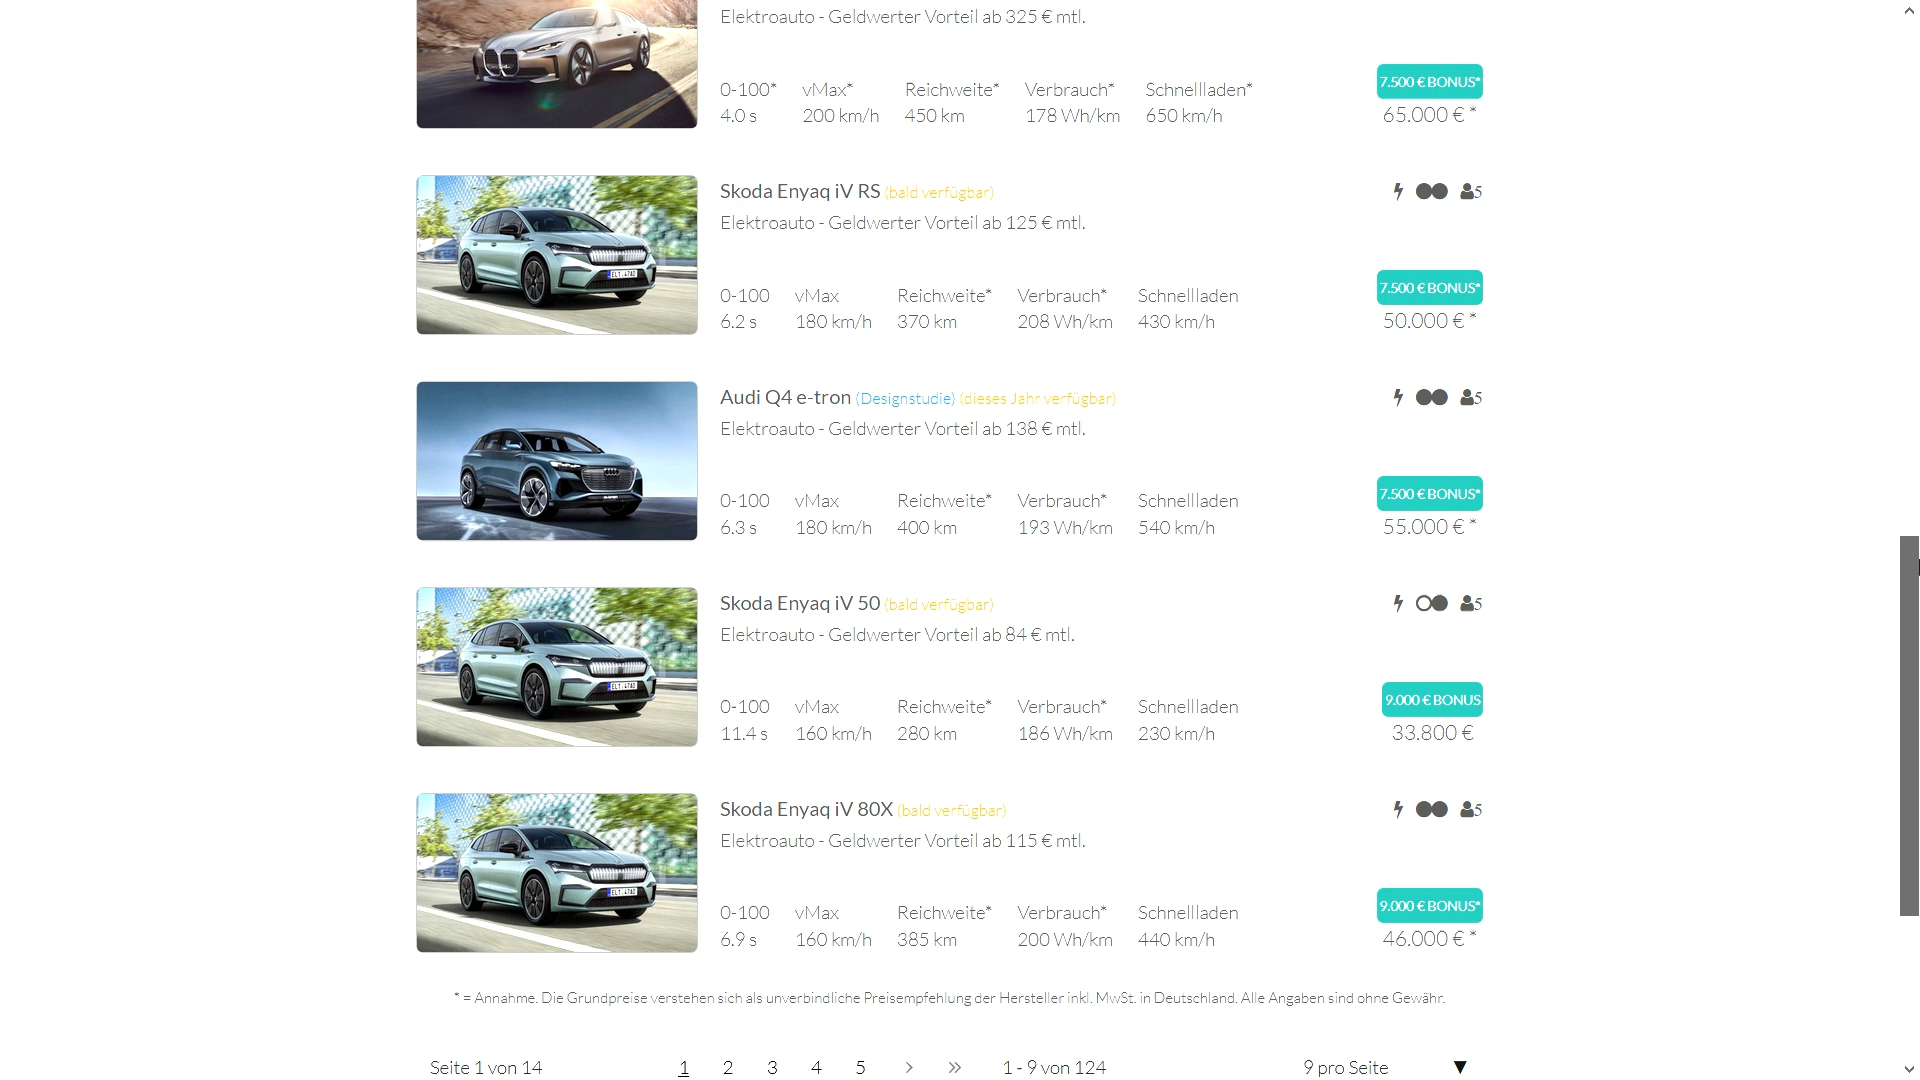 Elektroauto - Geldwerter Vorteil ab 325 € mtl.
7.500 € BONUS*
0-100* vMax* Reichweite* Verbrauch* Schnellladen*
4.0 s 200 km/h 450 km 178 Wh/km 650 km/h 65.000 € *
Skoda Enyaq iV RS (bald verfügbar) 5
Elektroauto - Geldwerter Vorteil ab 125 € mtl.
7.500 € BONUS*
0-100 vMax Reichweite* Verbrauch* Schnellladen
6.2 s 180 km/h 370 km 208 Wh/km 430 km/h 50.000 € *
Audi Q4 e-tron (Designstudie) (dieses Jahr verfügbar) 5
Elektroauto - Geldwerter Vorteil ab 138 € mtl.
7.500 € BONUS*
0-100 vMax Reichweite* Verbrauch* Schnellladen
6.3 s 180 km/h 400 km 193 Wh/km 540 km/h 55.000 € *
Skoda Enyaq iV 50 (bald verfügbar) 5
Elektroauto - Geldwerter Vorteil ab 84 € mtl.
9.000 € BONUS
0-100 vMax Reichweite* Verbrauch* Schnellladen
11.4 s 160 km/h 280 km 186 Wh/km 230 km/h 33.800 €
Skoda Enyaq iV 80X (bald verfügbar) 5
Elektroauto - Geldwerter Vorteil ab 115 € mtl.
9.000 € BONUS*
0-100 vMax Reichweite* Verbrauch* Schnellladen
6.9 s 160 km/h 385 km 200 Wh/km 440 km/h 46.000 € *
* = Annahme. Die Grundpreise verstehen sich als unverbindliche Preisempfehlung der Hersteller inkl. MwSt. in Deutschland. Alle Angaben sind ohne Gewähr.
Seite 1 von 14 1 2 3 4 5 › » 1 - 9 von 124 9 pro Seite ▼